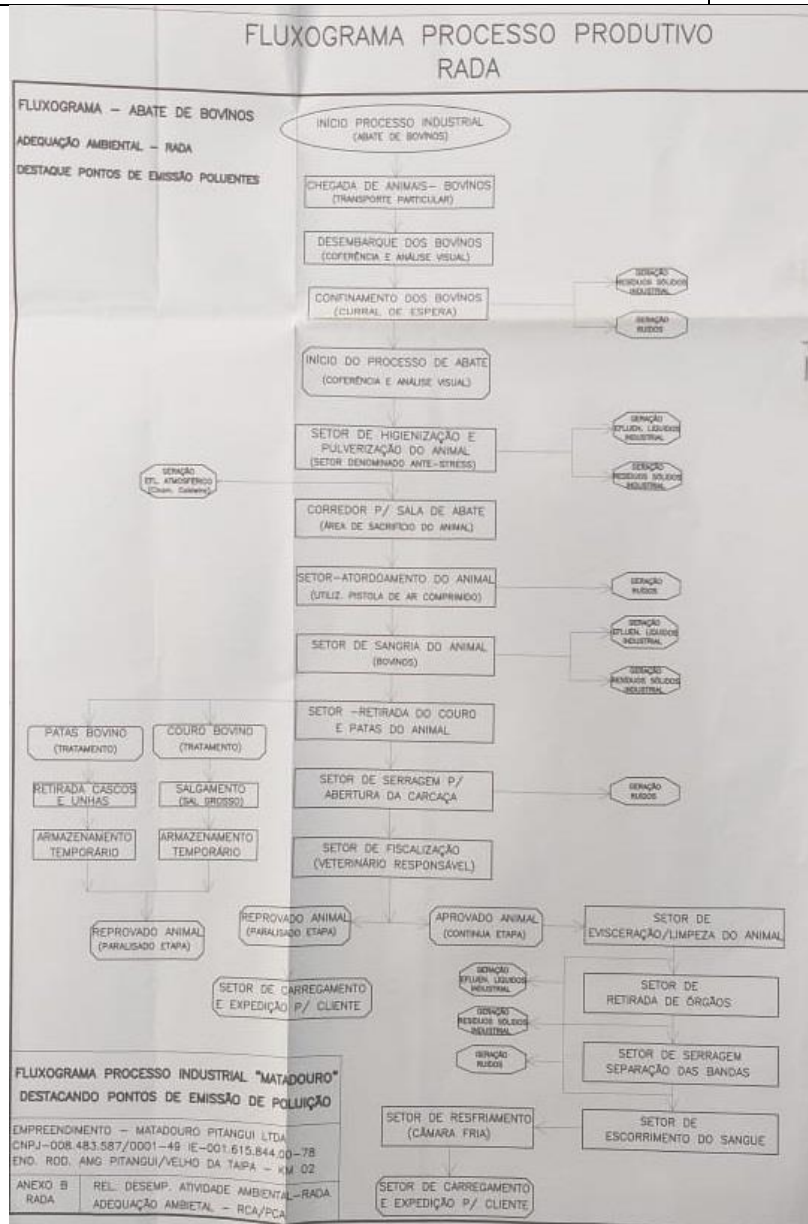 FLUXOGRAMA PROCESSO PRODUTIVO
RADA
FLUXOGRAMA – ABATE DE BOVINOS
ADEQUAÇÃO AMBIENTAL – RADA
DESTAQUE PONTOS DE EMISSÃO POLUENTES
INÍCIO PROCESSO INDUSTRIAL
(ABATE DE BOVINOS)
CHEGADA DE ANIMAIS– BOVÍNOS
(TRANSPORTE PARTICULAR)
DESEMBARQUE DOS BOVÍNOS
(COFERÊNCIA E ANÁLISE VISUAL)
CONFINAMENTO DOS BOVÍNOS
(CURRAL DE ESPERA)
GERAÇÃO
RESÍDUOS SÓLIDOS
INDUSTRIAL
GERAÇÃO
RUÍDOS
INÍCIO DO PROCESSO DE ABATE
(COFERÊNCIA E ANÁLISE VISUAL)
SETOR DE HIGIENIZAÇÃO E
PULVERIZAÇÃO DO ANIMAL
(SETOR DENOMINADO ANTE-STRESS)
GERAÇÃO
EFLUEN. LÍQUIDOS
INDUSTRIAL
GERAÇÃO
RESÍDUOS SÓLIDOS
INDUSTRIAL
GERAÇÃO
EFL. ATMOSFÉRICO
CORREDOR P/ SALA DE ABATE
(ÁREA DE SACRIFÍCIO DO ANIMAL)
SETOR–ATORDOAMENTO DO ANIMAL
(UTILIZ. PISTOLA DE AR COMPRIMIDO)
GERAÇÃO
RUÍDOS
SETOR DE SANGRIA DO ANIMAL
(BOVINOS)
GERAÇÃO
EFLUEN. LÍQUIDOS
INDUSTRIAL
GERAÇÃO
RESÍDUOS SÓLIDOS
INDUSTRIAL
SETOR –RETIRADA DO COURO
E PATAS DO ANIMAL
PATAS BOVINO
(TRATAMENTO)
COURO BOVINO
(TRATAMENTO)
RETIRADA CASCOS
E UNHAS
SALGAMENTO
(SAL GROSSO)
ARMAZENAMENTO
TEMPORÁRIO
ARMAZENAMENTO
TEMPORÁRIO
SETOR DE SERRAGEM P/
ABERTURA DA CARCAÇA
GERAÇÃO
RUÍDOS
SETOR DE FISCALIZAÇÃO
(VETERINÁRIO RESPONSÁVEL)
REPROVADO ANIMAL
(PARALISADO ETAPA)
REPROVADO ANIMAL
(PARALISADO ETAPA)
APROVADO ANIMAL
(CONTINUA ETAPA)
SETOR DE
EVISCERAÇÃO/LIMPEZA DO ANIMAL
SETOR DE CARREGAMENTO
E EXPEDIÇÃO P/ CLIENTE
GERAÇÃO
EFLUEN. LÍQUIDOS
INDUSTRIAL
GERAÇÃO
RESÍDUOS SÓLIDOS
INDUSTRIAL
GERAÇÃO
RUÍDOS
SETOR DE
RETIRADA DE ÓRGÃOS
SETOR DE SERRAGEM
SEPARAÇÃO DAS BANDAS
SETOR DE
ESCORRIMENTO DO SANGUE
SETOR DE RESFRIAMENTO
(CÂMARA FRIA)
SETOR DE CARREGAMENTO
E EXPEDIÇÃO P/ CLIENTE
FLUXOGRAMA PROCESSO INDUSTRIAL "MATADOURO"
DESTACANDO PONTOS DE EMISSÃO DE POLUIÇÃO
EMPREENDIMENTO – MATADOURO PITANGUI LTDA
CNPJ–008.483.587/0001–49 IE–001.615.844.00–78
END. ROD. AMG PITANGUI/VELHO DA TAIPA – KM 02
ANEXO B
RADA
REL. DESEMP. ATIVIDADE AMBIENTAL–RADA
ADEQUAÇÃO AMBIETAL – RCA/PCA